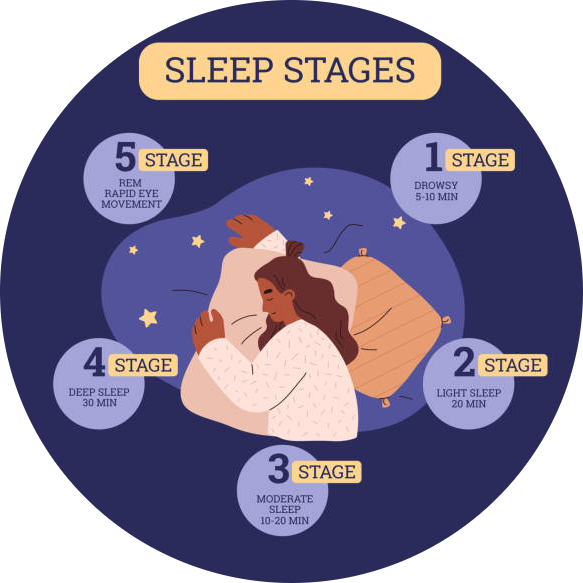 SLEEP STAGES
1 STAGE
DROWSY
5-10 MIN
2 STAGE
LIGHT SLEEP
20 MIN
3 STAGE
MODERATE
SLEEP
10-20 MIN
4 STAGE
DEEP SLEEP
30 MIN
5 STAGE
REM
RAPID EYE
MOVEMENT